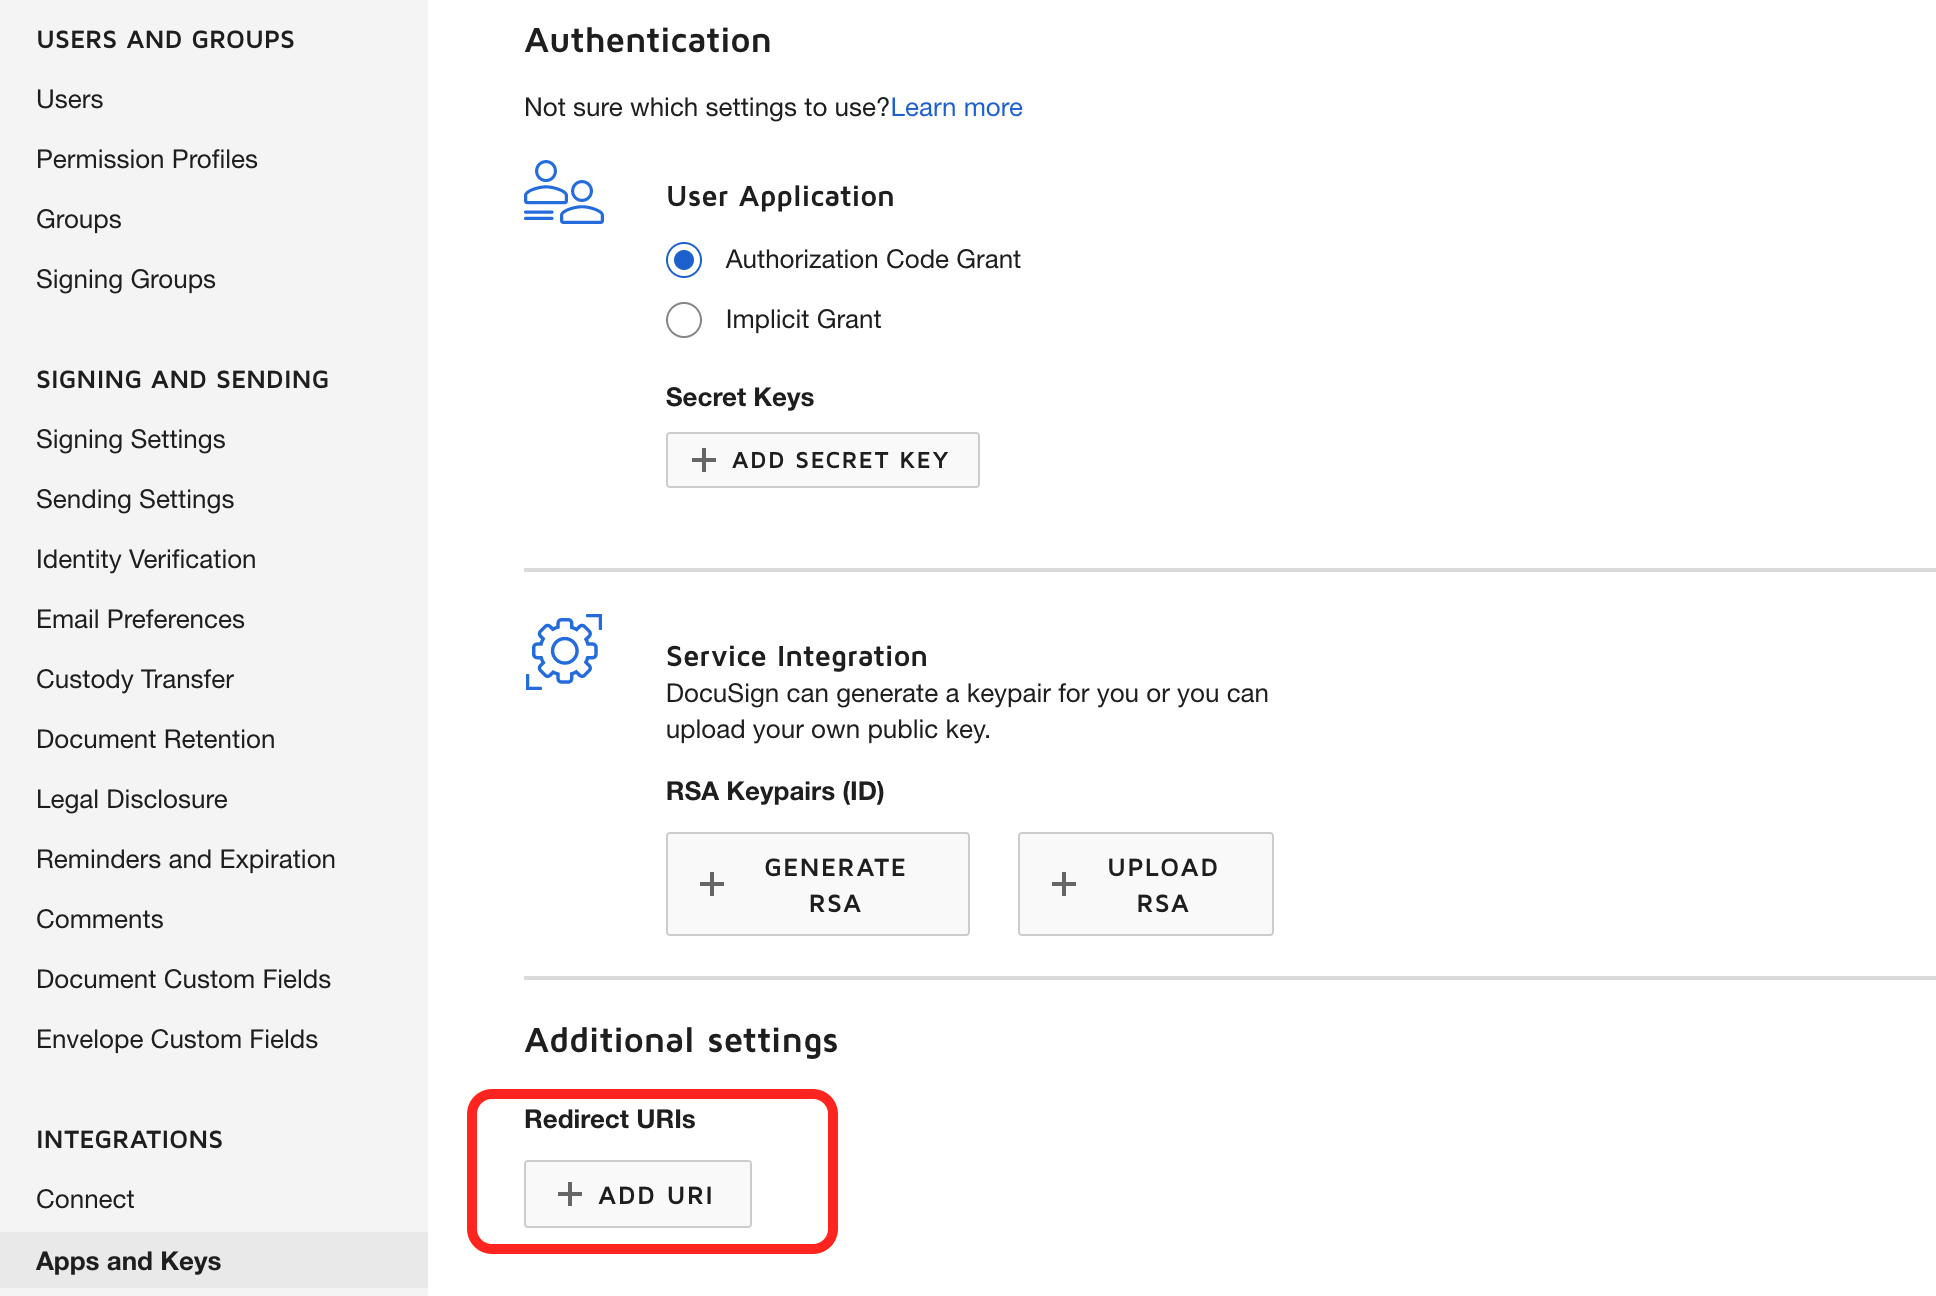 USERS AND GROUPS
Users
Permission Profiles
Groups
Signing Groups
SIGNING AND SENDING
Signing Settings
Sending Settings
Identity Verification
Email Preferences
Custody Transfer
Document Retention
Legal Disclosure
Reminders and Expiration
Comments
Document Custom Fields
Envelope Custom Fields
INTEGRATIONS
Connect
Apps and Keys
Authentication
Not sure which settings to use?Learn more
User Application
Authorization Code Grant
Implicit Grant
Secret Keys
ADD SECRET KEY
Service Integration
DocuSign can generate a keypair for you or you can
upload your own public key.
RSA Keypairs (ID)
GENERATE
RSA
UPLOAD
RSA
Additional settings
Redirect URIs
ADD URI